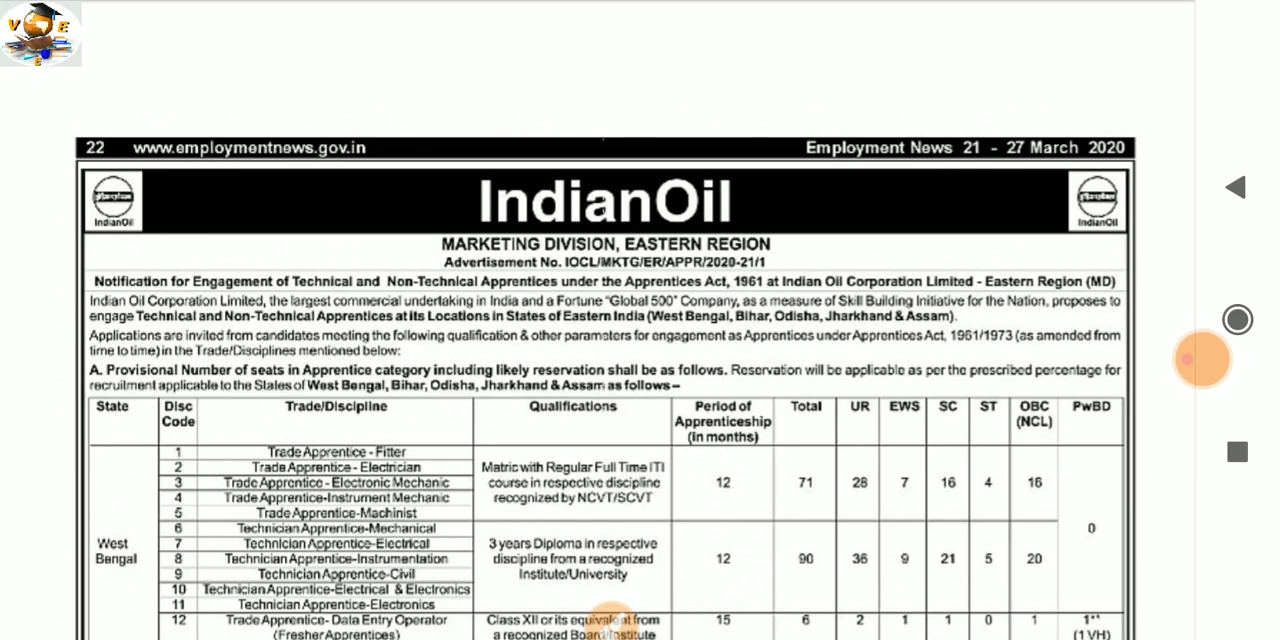 V E
E
22 www.employmentnews.gov.in Employment News 21 - 27 March 2020
IndianOil
IndianOil IndianOil
MARKETING DIVISION, EASTERN REGION
Advertisement No. IOCL/MKTG/ER/APPR/2020-21/1
Notification for Engagement of Technical and Non-Technical Apprentices under the Apprentices Act, 1961 at Indian Oil Corporation Limited - Eastern Region (MD)
Indian Oil Corporation Limited, the largest commercial undertaking in India and a Fortune "Global 500" Company, as a measure of Skill Building Initiative for the Nation, proposes to
engage Technical and Non-Technical Apprentices at its Locations in States of Eastern India (West Bengal, Bihar, Odisha, Jharkhand & Assam).
Applications are invited from candidates meeting the following qualification & other parameters for engagement as Apprentices under Apprentices Act, 1961/1973 (as amended from
time to time) in the Trade/Disciplines mentioned below:
A. Provisional Number of seats in Apprentice category including likely reservation shall be as follows. Reservation will be applicable as per the prescribed percentage for
recruitment applicable to the States of West Bengal, Bihar, Odisha, Jharkhand & Assam as follows –
State Disc Trade/Discipline Qualifications Period of Total UR EWS SC ST OBC PwBD
Code Apprenticeship (NCL)
(in months)
1 Trade Apprentice - Fitter
2 Trade Apprentice - Electrician Matric with Regular Full Time ITI
3 Trade Apprentice - Electronic Mechanic course in respective discipline 12 71 28 7 16 4 16
4 Trade Apprentice-Instrument Mechanic recognized by NCVT/SCVT
5 Trade Apprentice-Machinist
6 Technician Apprentice-Mechanical 0
West 7 Technician Apprentice-Electrical 3 years Diploma in respective
Bengal 8 Technician Apprentice-Instrumentation discipline from a recognized 12 90 36 9 21 5 20
9 Technician Apprentice-Civil Institute/University
10 Technician Apprentice-Electrical & Electronics
11 Technician Apprentice-Electronics
12 Trade Apprentice- Data Entry Operator Class XII or its equivalent from 15 6 2 1 1 0 1 1**
(Fresher Apprentices) a recognized Board/Institute (1 VH)